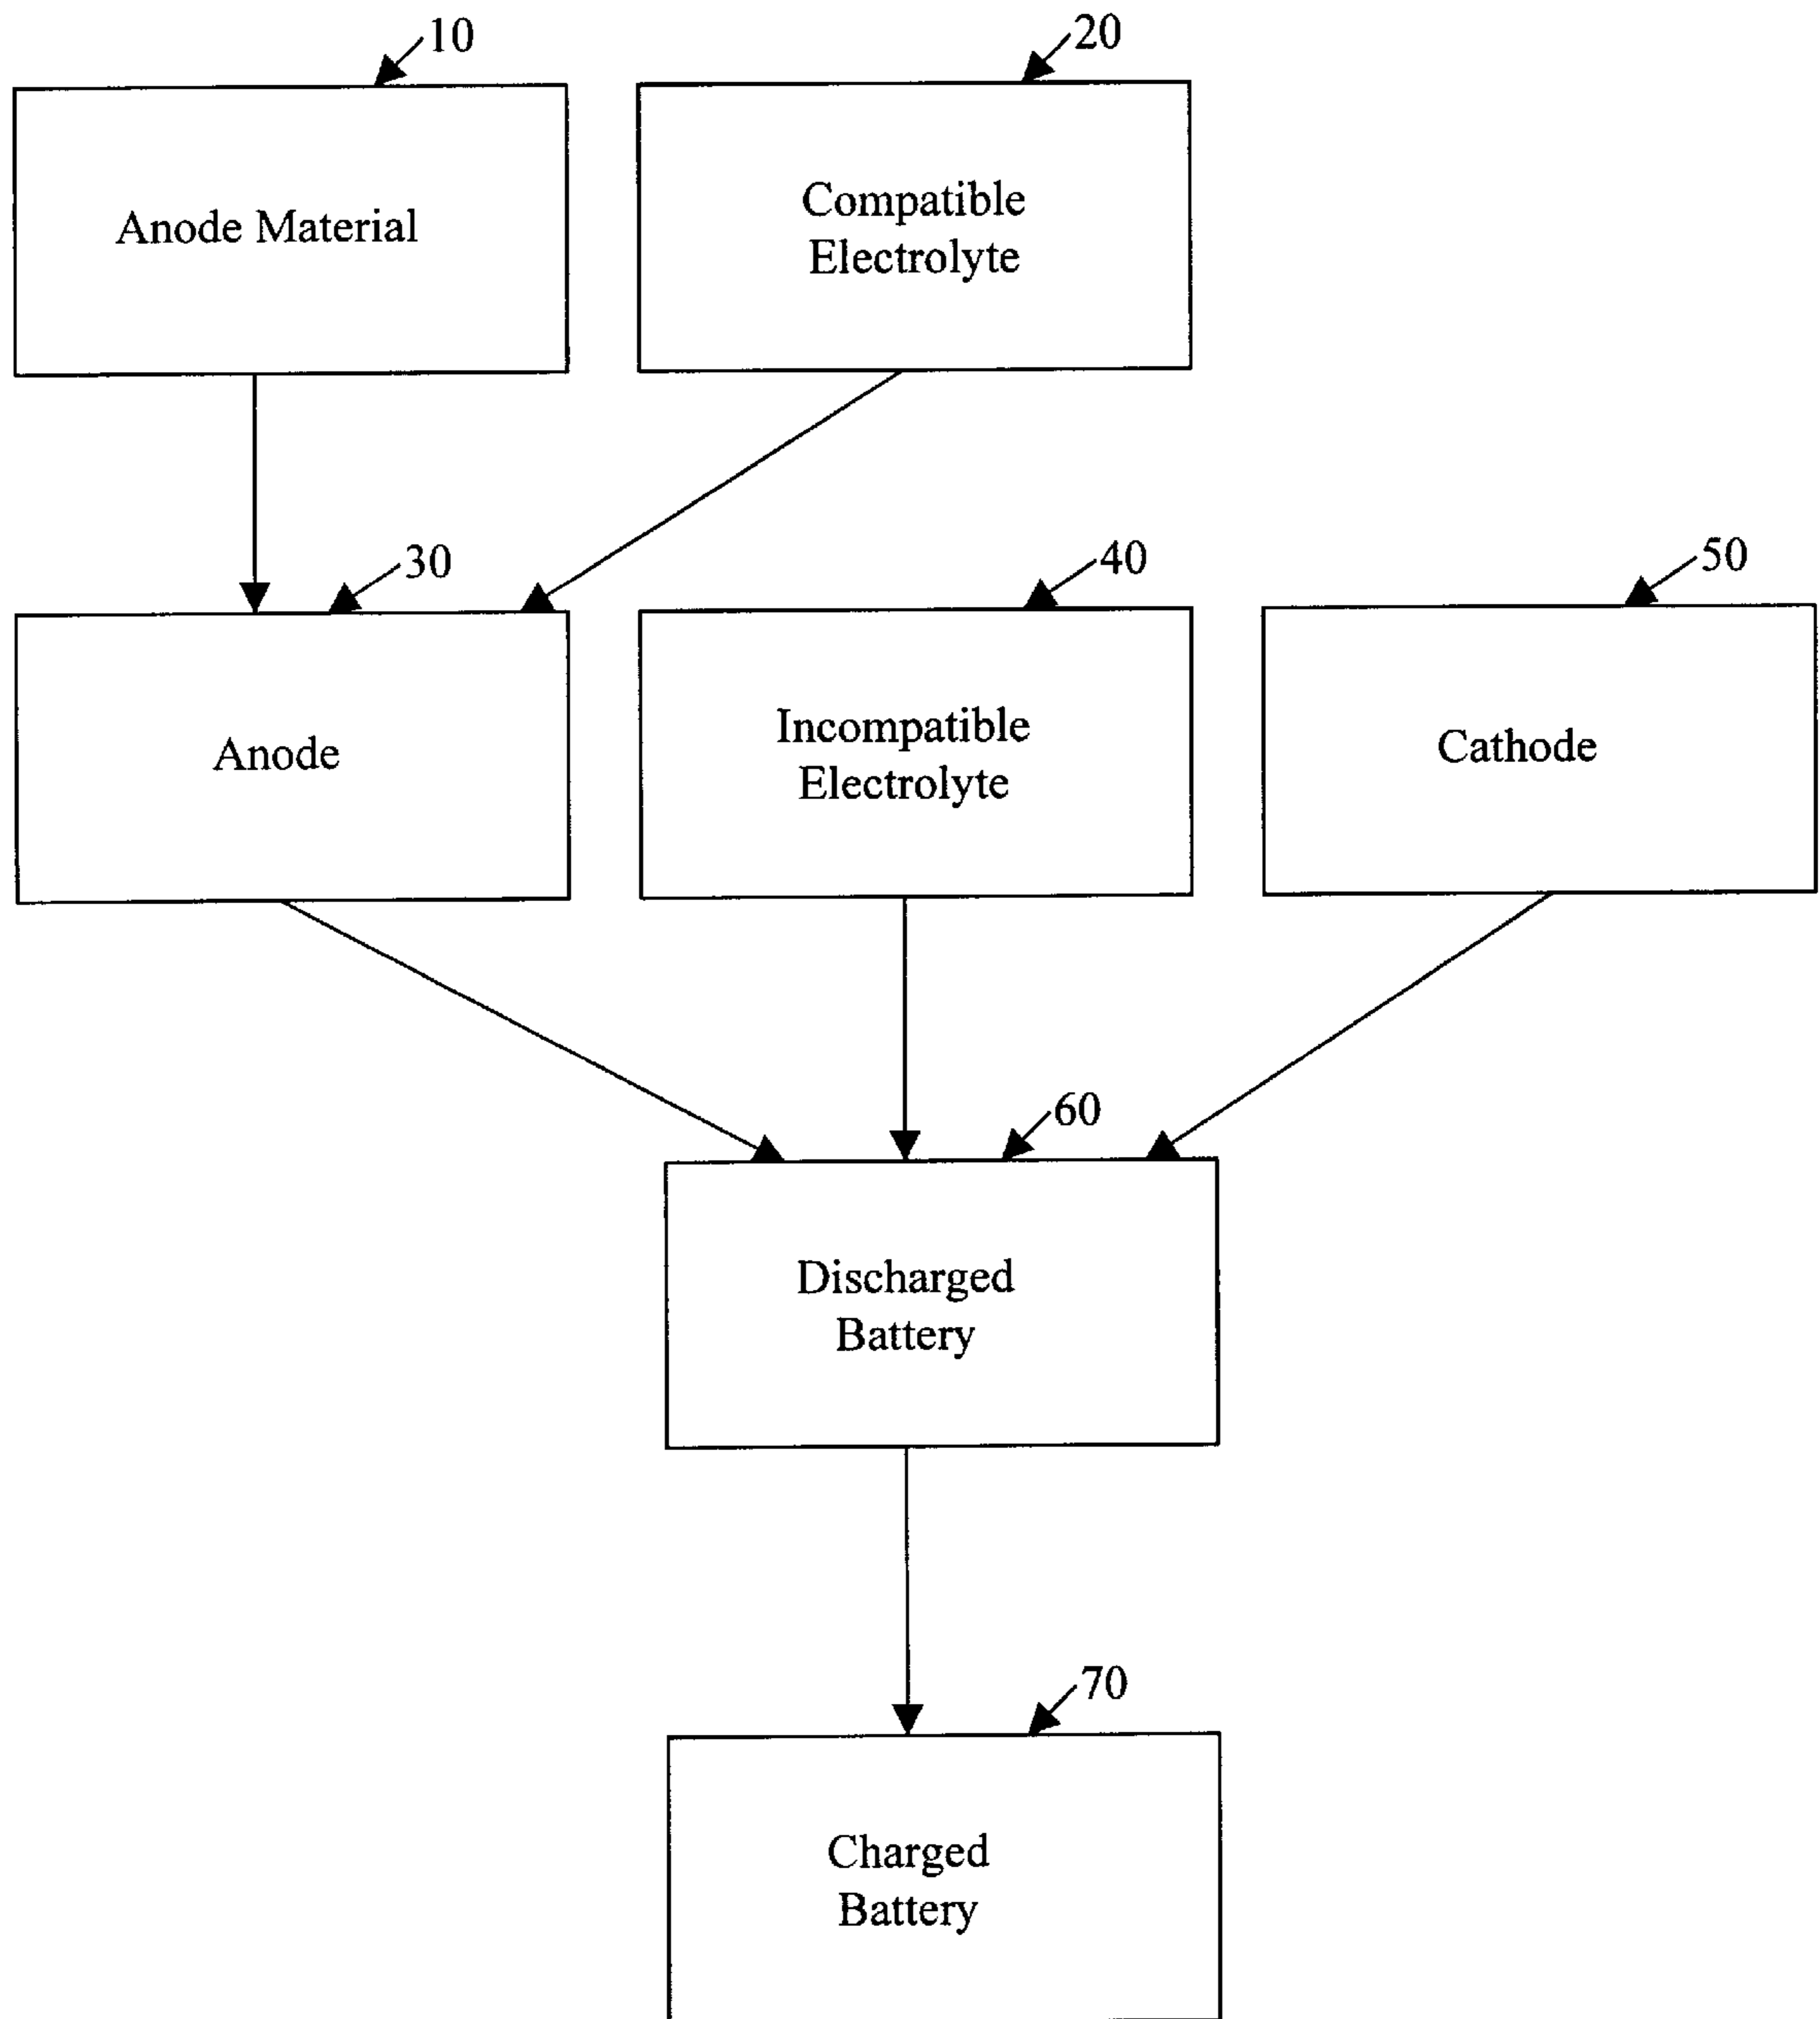 10
20
Anode Material
Compatible
Electrolyte
30
40
50
Anode
Incompatible
Electrolyte
Cathode
60
Discharged
Battery
70
Charged
Battery